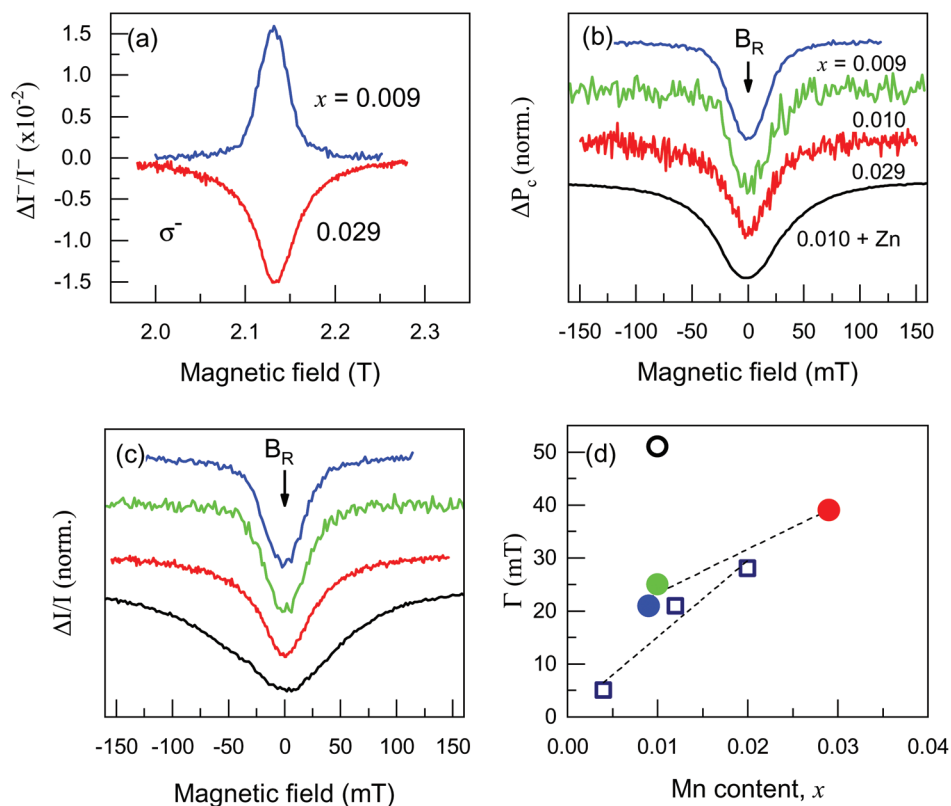 (a)
ΔI⁻/I⁻ (x10⁻²)
1.5
1.0
0.5
0.0
-0.5
-1.0
-1.5
x = 0.009
0.029
σ⁻
2.0 2.1 2.2 2.3
Magnetic field (T)
(b)
ΔP_c (norm.)
B_R
x = 0.009
0.010
0.029
0.010 + Zn
-150 -100 -50 0 50 100 150
Magnetic field (mT)
(c)
ΔI/I (norm.)
B_R
-150 -100 -50 0 50 100 150
Magnetic field (mT)
(d)
Γ (mT)
50
40
30
20
10
0
0.00 0.01 0.02 0.03 0.04
Mn content, x